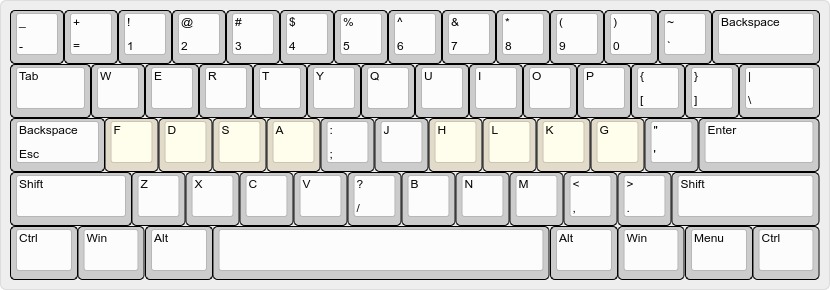 _ + ! @ # $ % ^ & * ( ) ~ Backspace
- = 1 2 3 4 5 6 7 8 9 0 `
Tab W E R T Y Q U I O P { } |
[ ] \
Backspace F D S A : J H L K G " Enter
Esc ; '
Shift Z X C V ? B N M < > Shift
/ , .
Ctrl Win Alt Alt Win Menu Ctrl